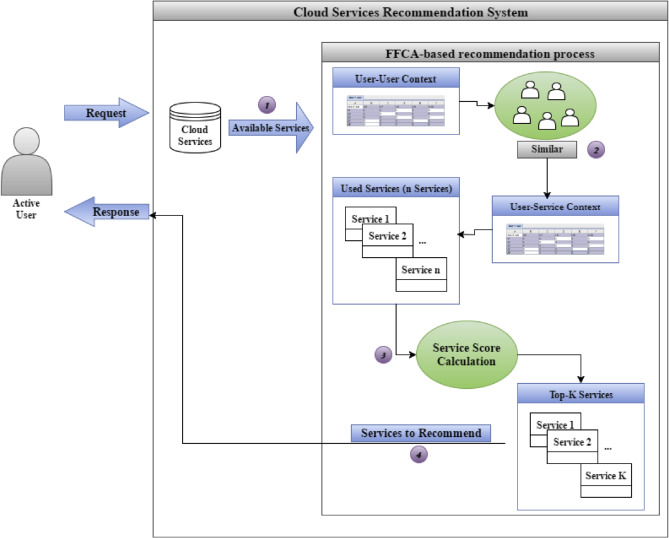 Cloud Services Recommendation System
FFCA-based recommendation process
Request
Active
User
Response
Cloud
Services
1
Available Services
User-User Context
Similar
2
User-Service Context
Used Services (n Services)
Service 1
Service 2
...
Service n
3
Service Score
Calculation
Top-K Services
Service 1
Service 2
...
Service K
Services to Recommend
4